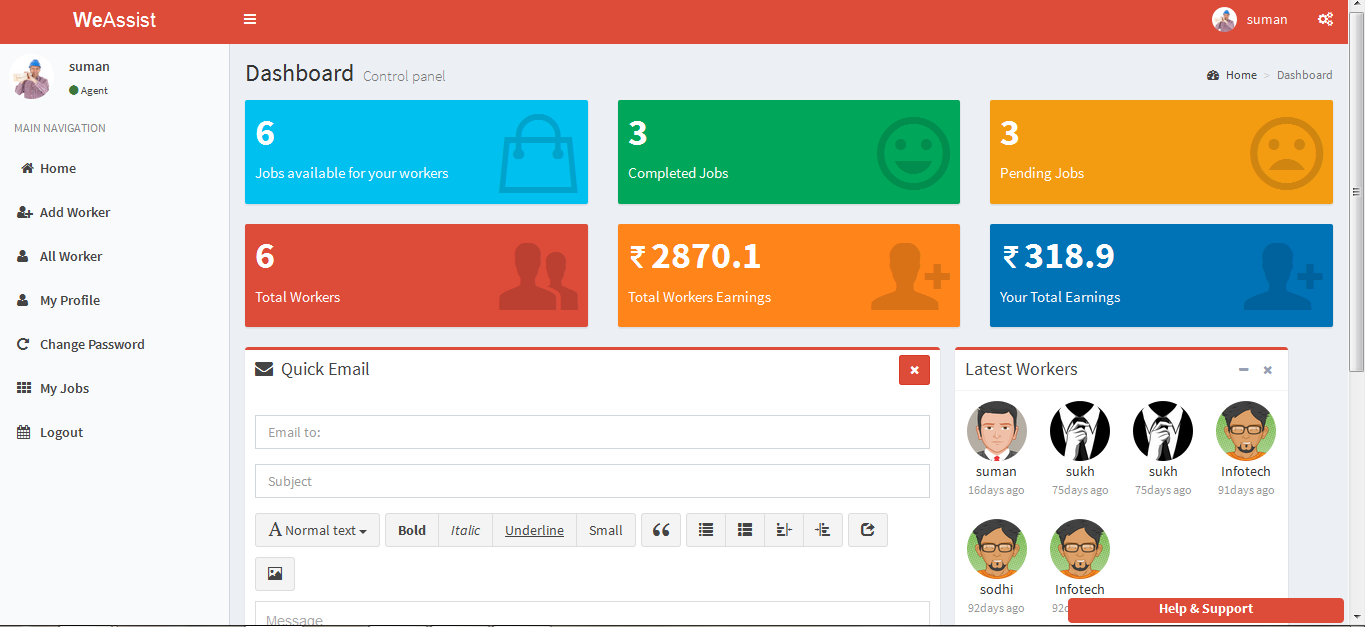 WeAssist
suman
suman
Agent
MAIN NAVIGATION
Home
Add Worker
All Worker
My Profile
Change Password
My Jobs
Logout
Dashboard Control panel
Home > Dashboard
6
Jobs available for your workers
3
Completed Jobs
3
Pending Jobs
6
Total Workers
₹ 2870.1
Total Workers Earnings
₹ 318.9
Your Total Earnings
Quick Email
Email to:
Subject
A Normal text Bold Italic Underline Small
Message
Latest Workers
suman sukh sukh Infotech
16days ago 75days ago 75days ago 91days ago
sodhi Infotech
92days ago
Help & Support